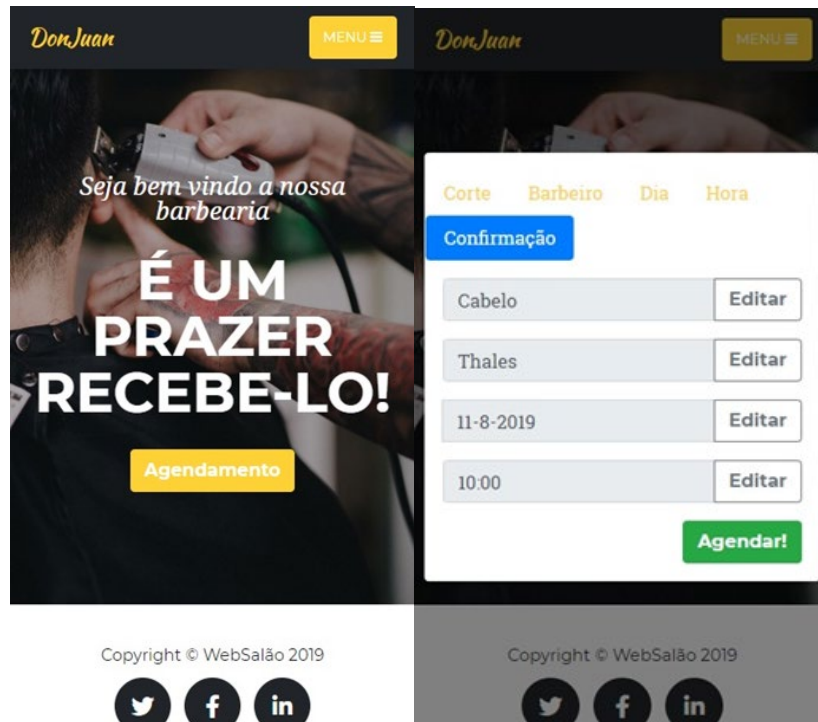 DonJuan
MENU
Seja bem vindo a nossa
barbearia
É UM
PRAZER
RECEBE-LO!
Agendamento
Copyright © WebSalão 2019
DonJuan
MENU
Corte Barbeiro Dia Hora
Confirmação
Cabelo Editar
Thales Editar
11-8-2019 Editar
10:00 Editar
Agendar!
Copyright © WebSalão 2019